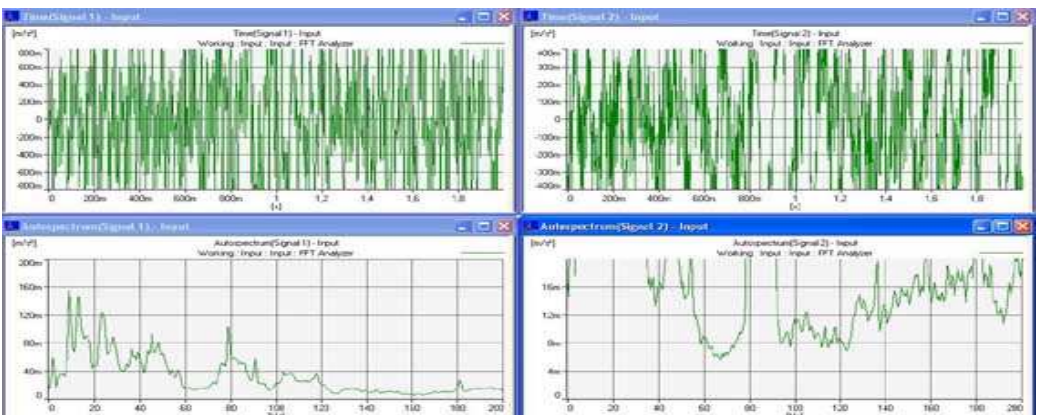 Time(Signal 1) - Input
[m/s²]
Time(Signal 1) - Input
Working : Input : Input : FFT Analyzer
600m
400m
200m
0
-200m
-400m
-600m
-800m
0 200m 400m 600m 800m 1 1,2 1,4 1,6 1,8
[s]
Time(Signal 2) - Input
[m/s²]
Time(Signal 2) - Input
Working : Input : Input : FFT Analyzer
400m
300m
100m
0
-100m
-300m
-400m
0 200m 400m 600m 800m 1 1,2 1,4 1,6 1,8
[s]
Autospectrum(Signal 1) - Input
[m/s²]
Autospectrum(Signal 1) - Input
Working : Input : Input : FFT Analyzer
200m
80m
40m
0
0 20 40 60 80 100 120 140 160 180 200
Autospectrum(Signal 2) - Input
[m/s²]
Autospectrum(Signal 2) - Input
Working : Input : Input : FFT Analyzer
16m
12m
8m
4m
0
0 20 40 60 80 100 120 140 160 180 200